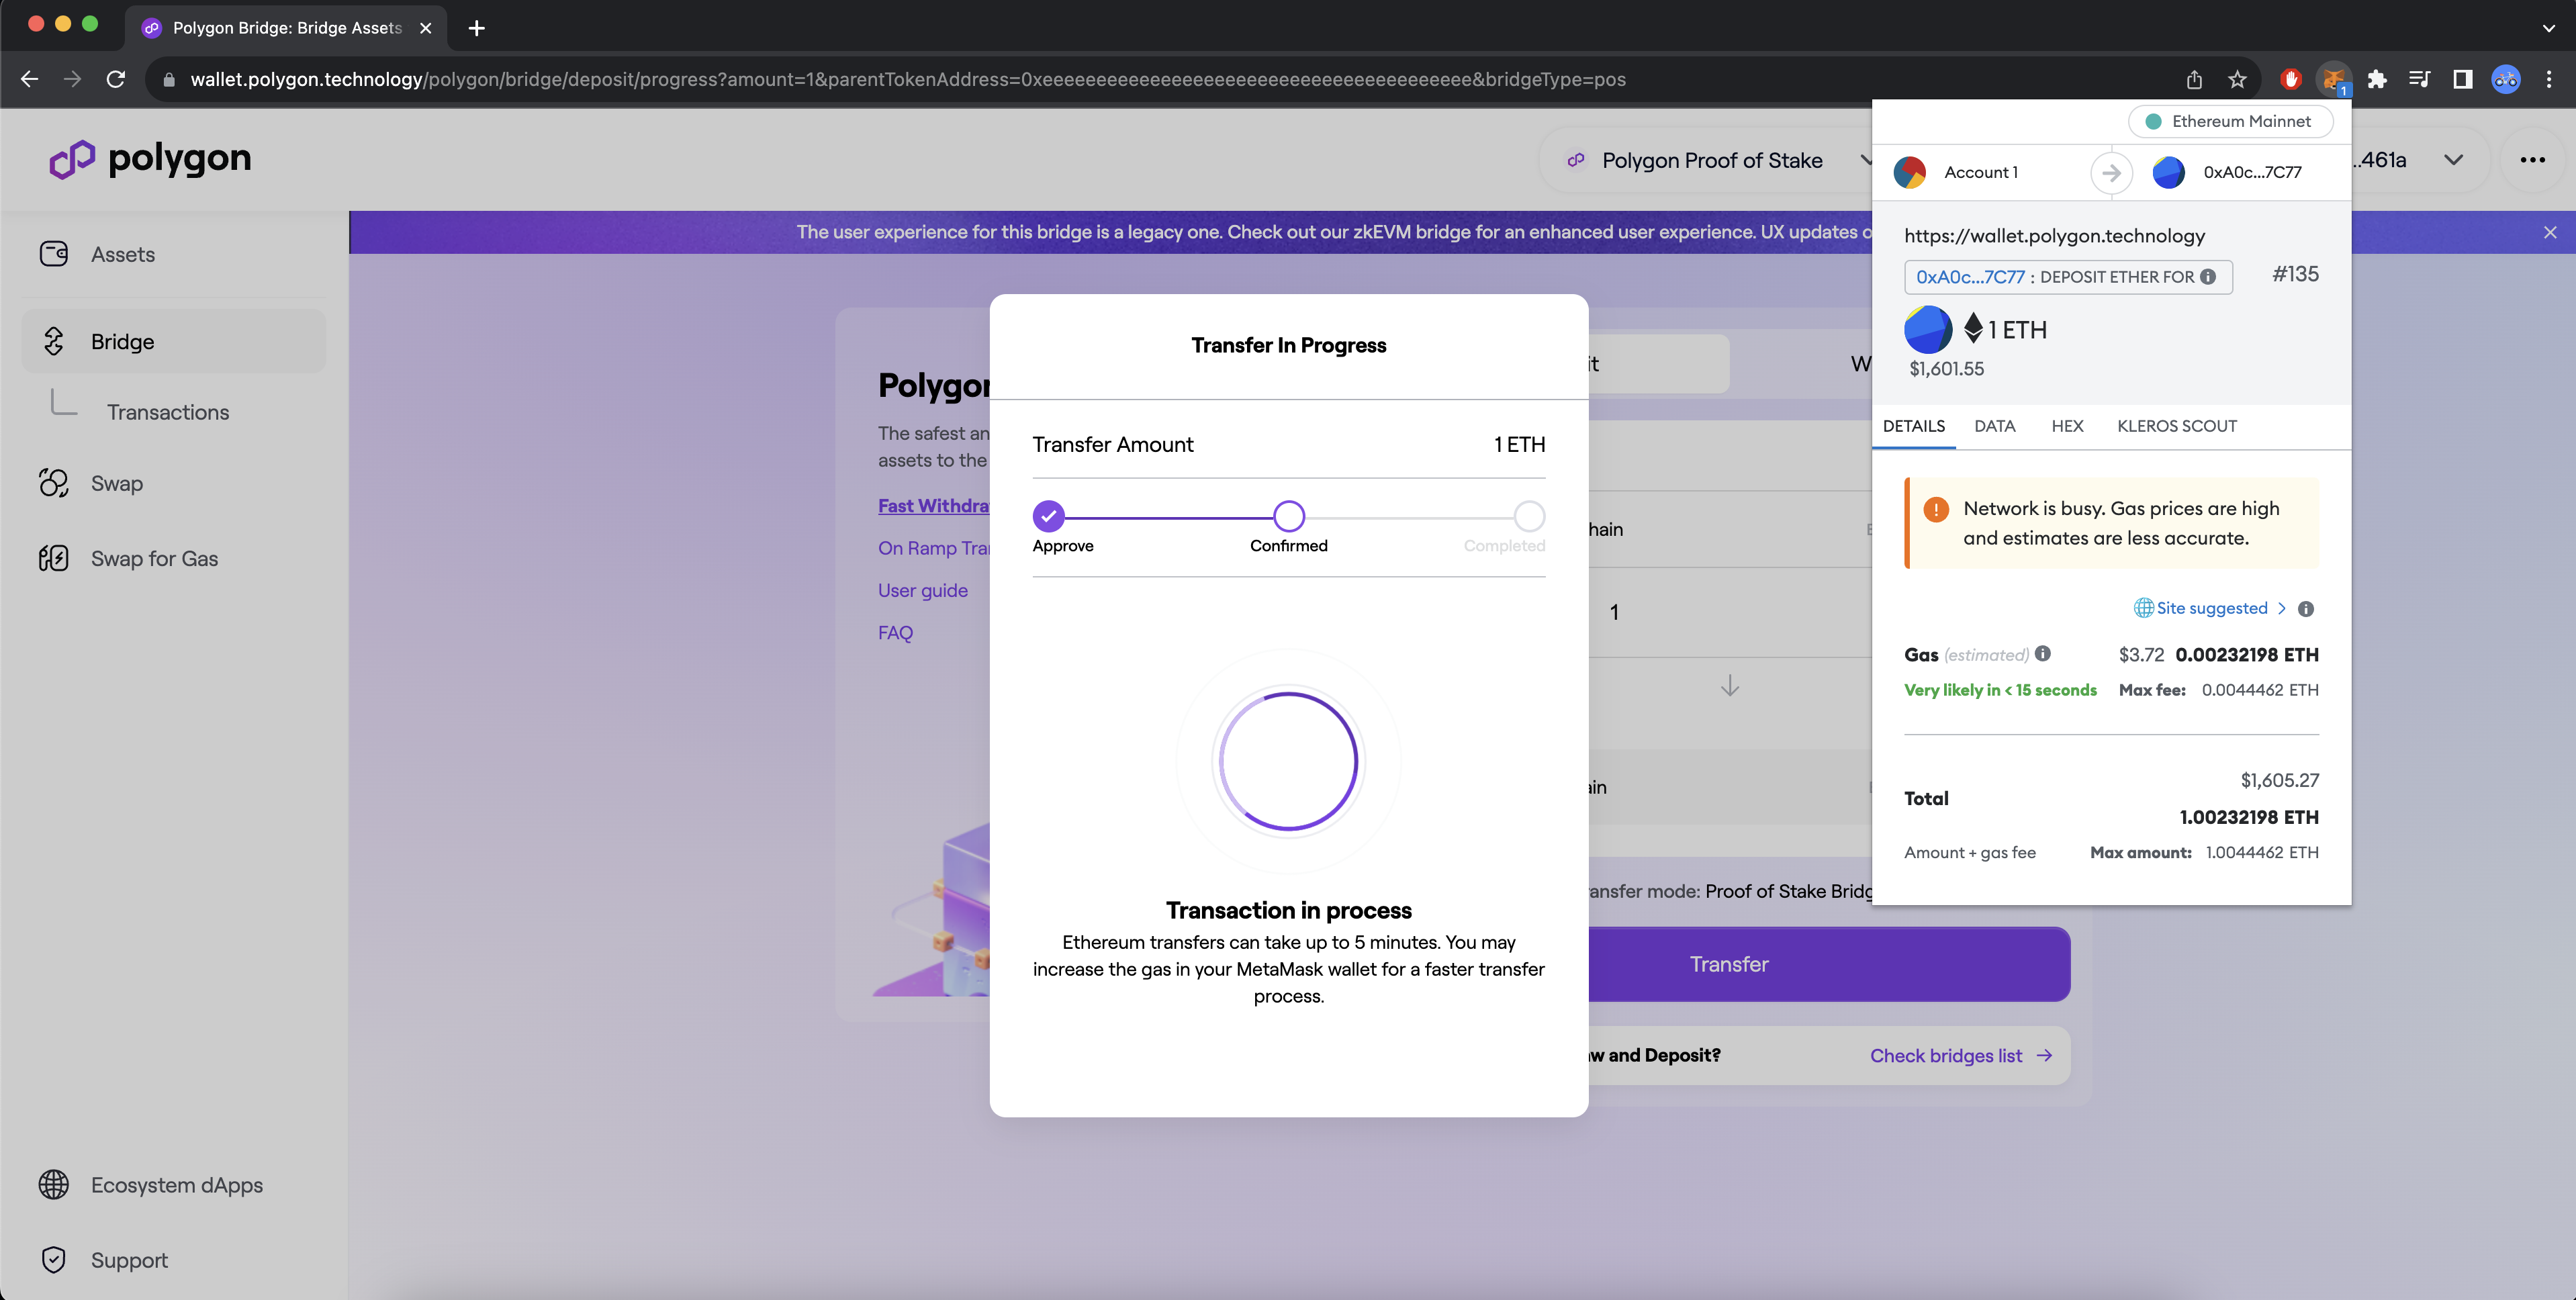 Polygon Bridge: Bridge Assets
wallet.polygon.technology/polygon/bridge/deposit/progress?amount=1&parentTokenAddress=0xeeeeeeeeeeeeeeeeeeeeeeeeeeeeeeeeeeeeeeee&bridgeType=pos
1
polygon
Polygon Proof of Stake
..461a
Assets
Bridge
Transactions
Swap
Swap for Gas
Ecosystem dApps
Support
The user experience for this bridge is a legacy one. Check out our zkEVM bridge for an enhanced user experience. UX updates o
Polygon
The safest an
assets to the
Fast Withdra
On Ramp Tra
User guide
FAQ
Transfer In Progress
Transfer Amount 1 ETH
Approve Confirmed Completed
Transaction in process
Ethereum transfers can take up to 5 minutes. You may
increase the gas in your MetaMask wallet for a faster transfer
process.
it W
hain
1
ain
ansfer mode: Proof of Stake Bridg
Transfer
aw and Deposit? Check bridges list
Ethereum Mainnet
Account 1 0xA0c...7C77
https://wallet.polygon.technology
0xA0c...7C77 : DEPOSIT ETHER FOR #135
1 ETH
$1,601.55
DETAILS DATA HEX KLEROS SCOUT
Network is busy. Gas prices are high
and estimates are less accurate.
Site suggested
Gas (estimated) $3.72 0.00232198 ETH
Very likely in < 15 seconds Max fee: 0.0044462 ETH
$1,605.27
Total
1.00232198 ETH
Amount + gas fee Max amount: 1.0044462 ETH